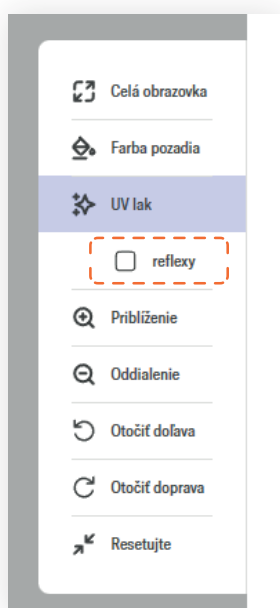 Celá obrazovka
Farba pozadia
UV lak
reflexy
Priblíženie
Oddialenie
Otočiť doľava
Otočiť doprava
Resetujte